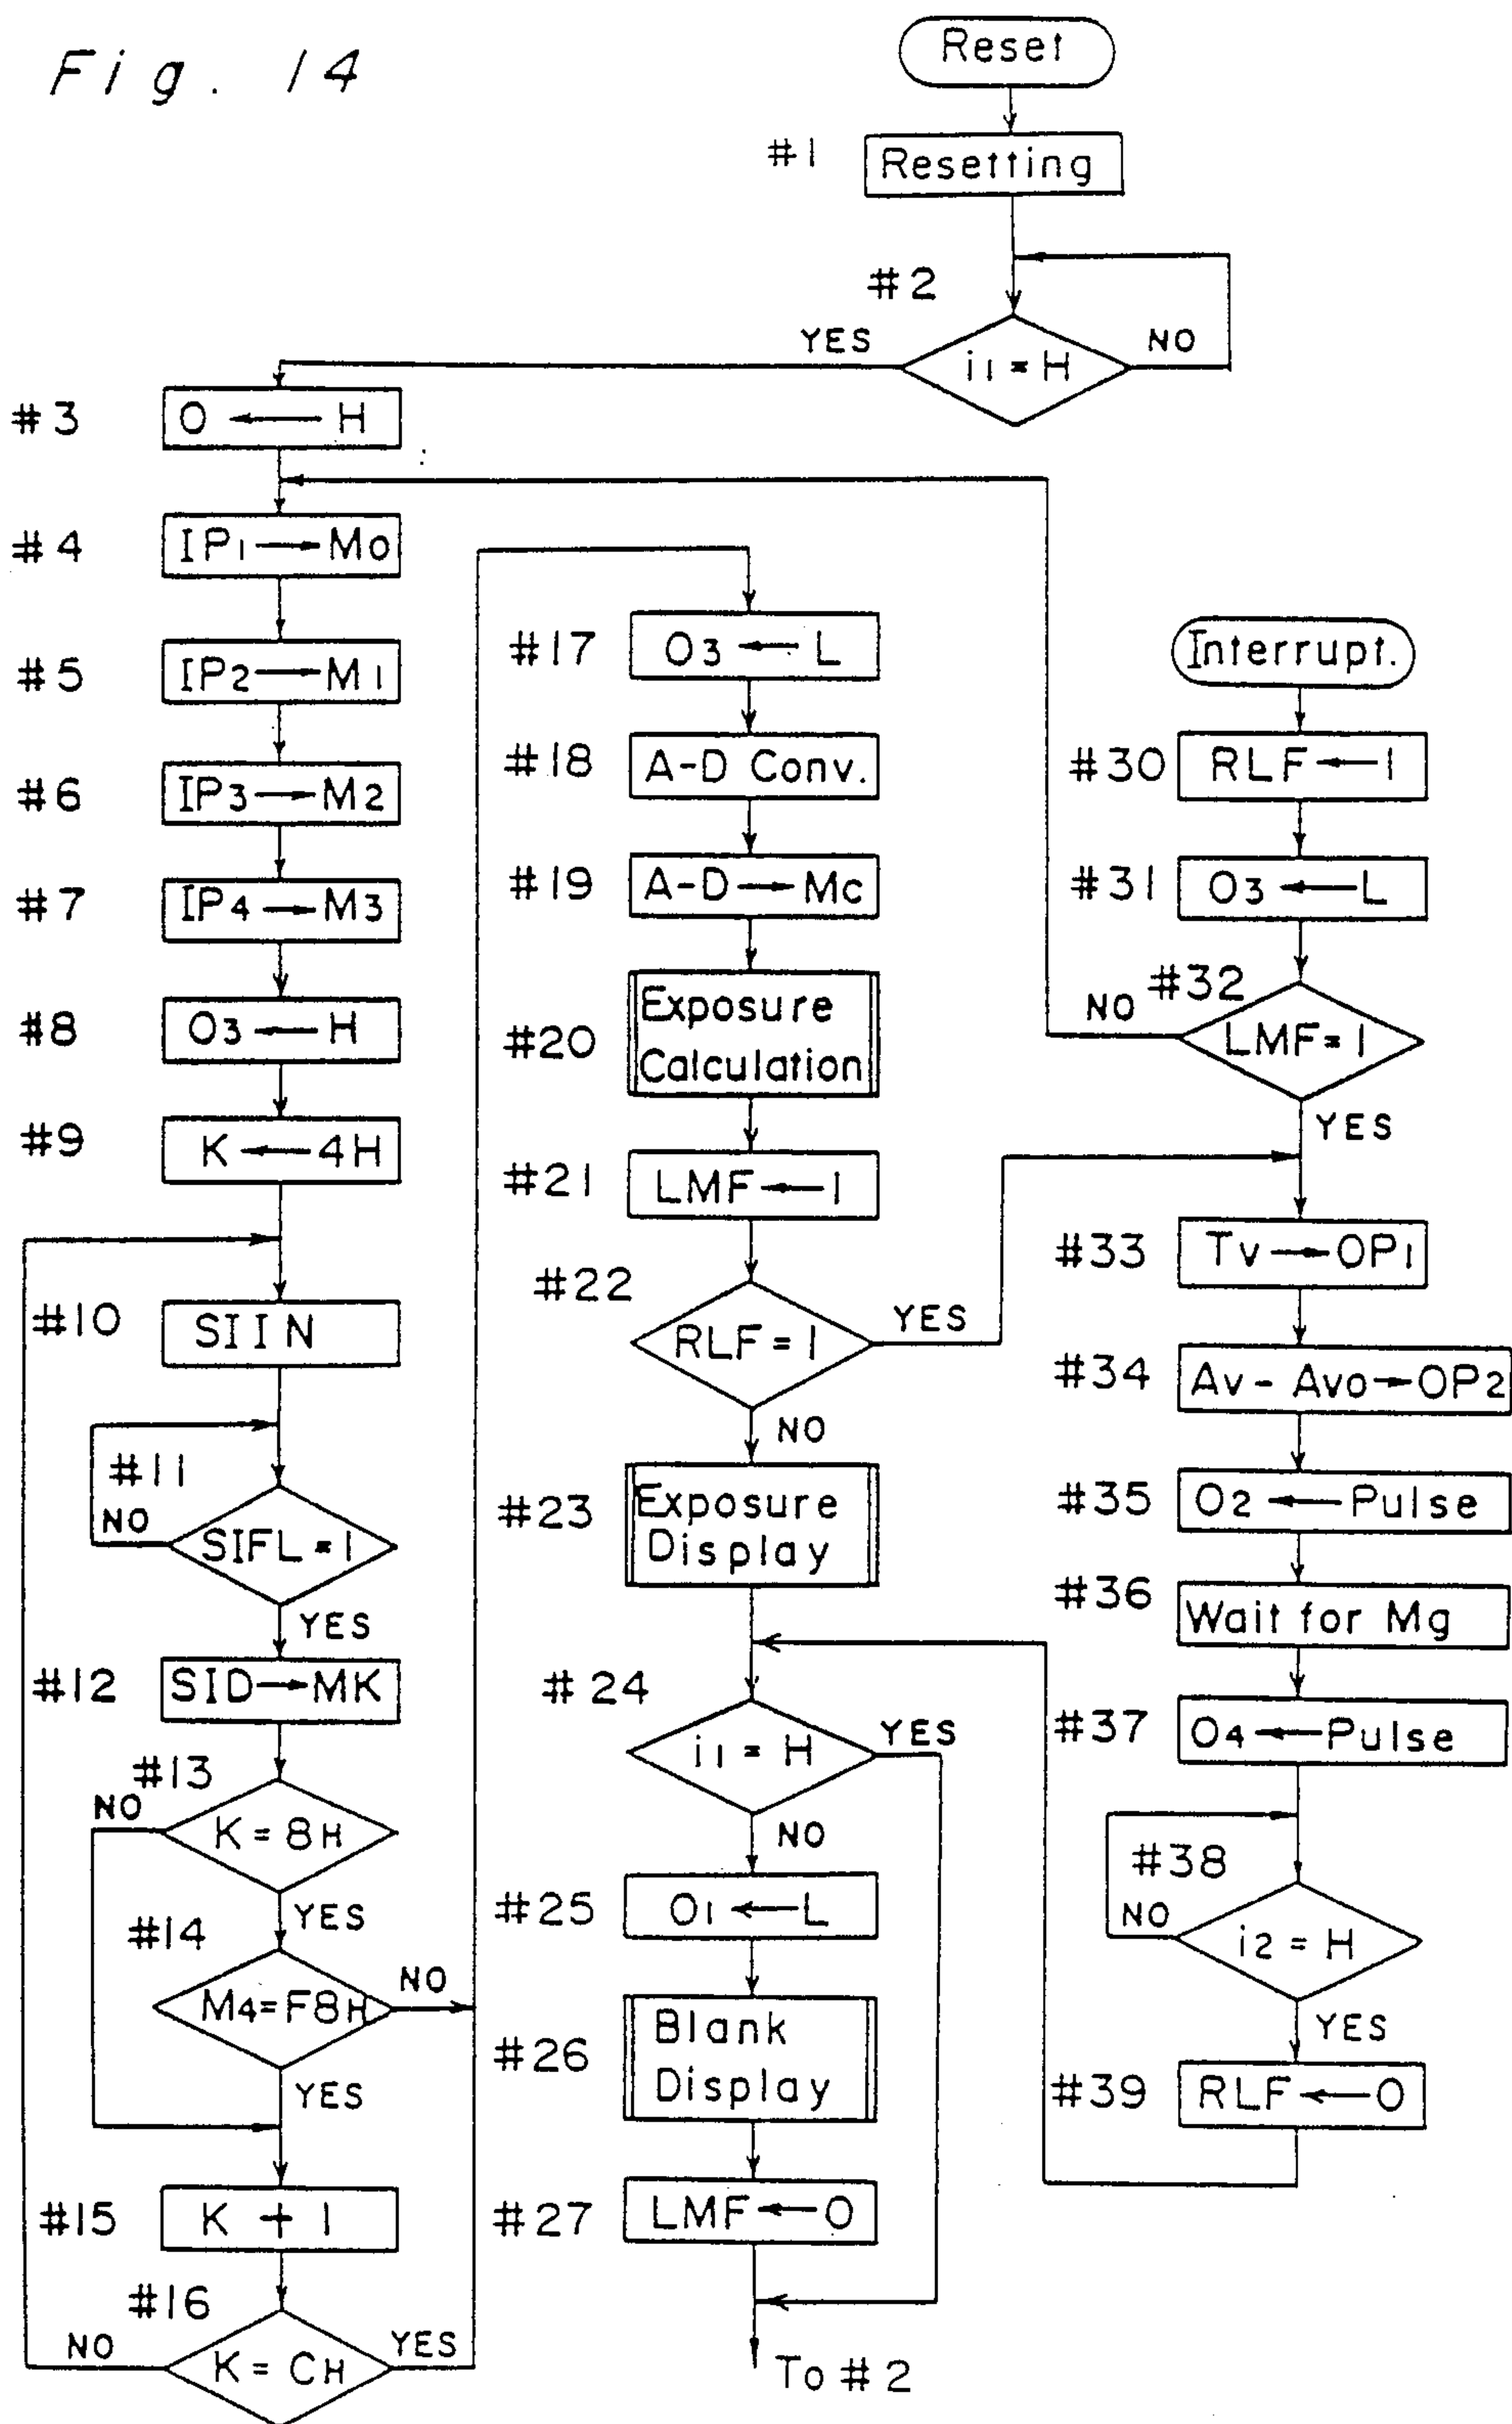 Fig. 14
Reset
#1
Resetting
#2
i1 = H
YES
NO
#3
O ← H
#4
IP1 → M0
#5
IP2 → M1
#6
IP3 → M2
#7
IP4 → M3
#8
O3 ← H
#9
K ← 4H
#10
SIIN
#11
SIFL = 1
NO
YES
#12
SID → MK
#13
K = 8H
NO
YES
#14
M4 = F8H
NO
YES
#15
K + 1
#16
K = CH
NO
YES
#17
O3 ← L
#18
A-D Conv.
#19
A-D → Mc
#20
Exposure
Calculation
#21
LMF ← 1
#22
RLF = 1
YES
NO
#23
Exposure
Display
#24
i1 = H
YES
NO
#25
O1 ← L
#26
Blank
Display
#27
LMF ← 0
To #2
Interrupt.
#30
RLF ← 1
#31
O3 ← L
#32
LMF = 1
NO
YES
#33
Tv → OP1
#34
Av - Avo → OP2
#35
O2 ← Pulse
#36
Wait for Mg
#37
O4 ← Pulse
#38
i2 = H
NO
YES
#39
RLF ← 0